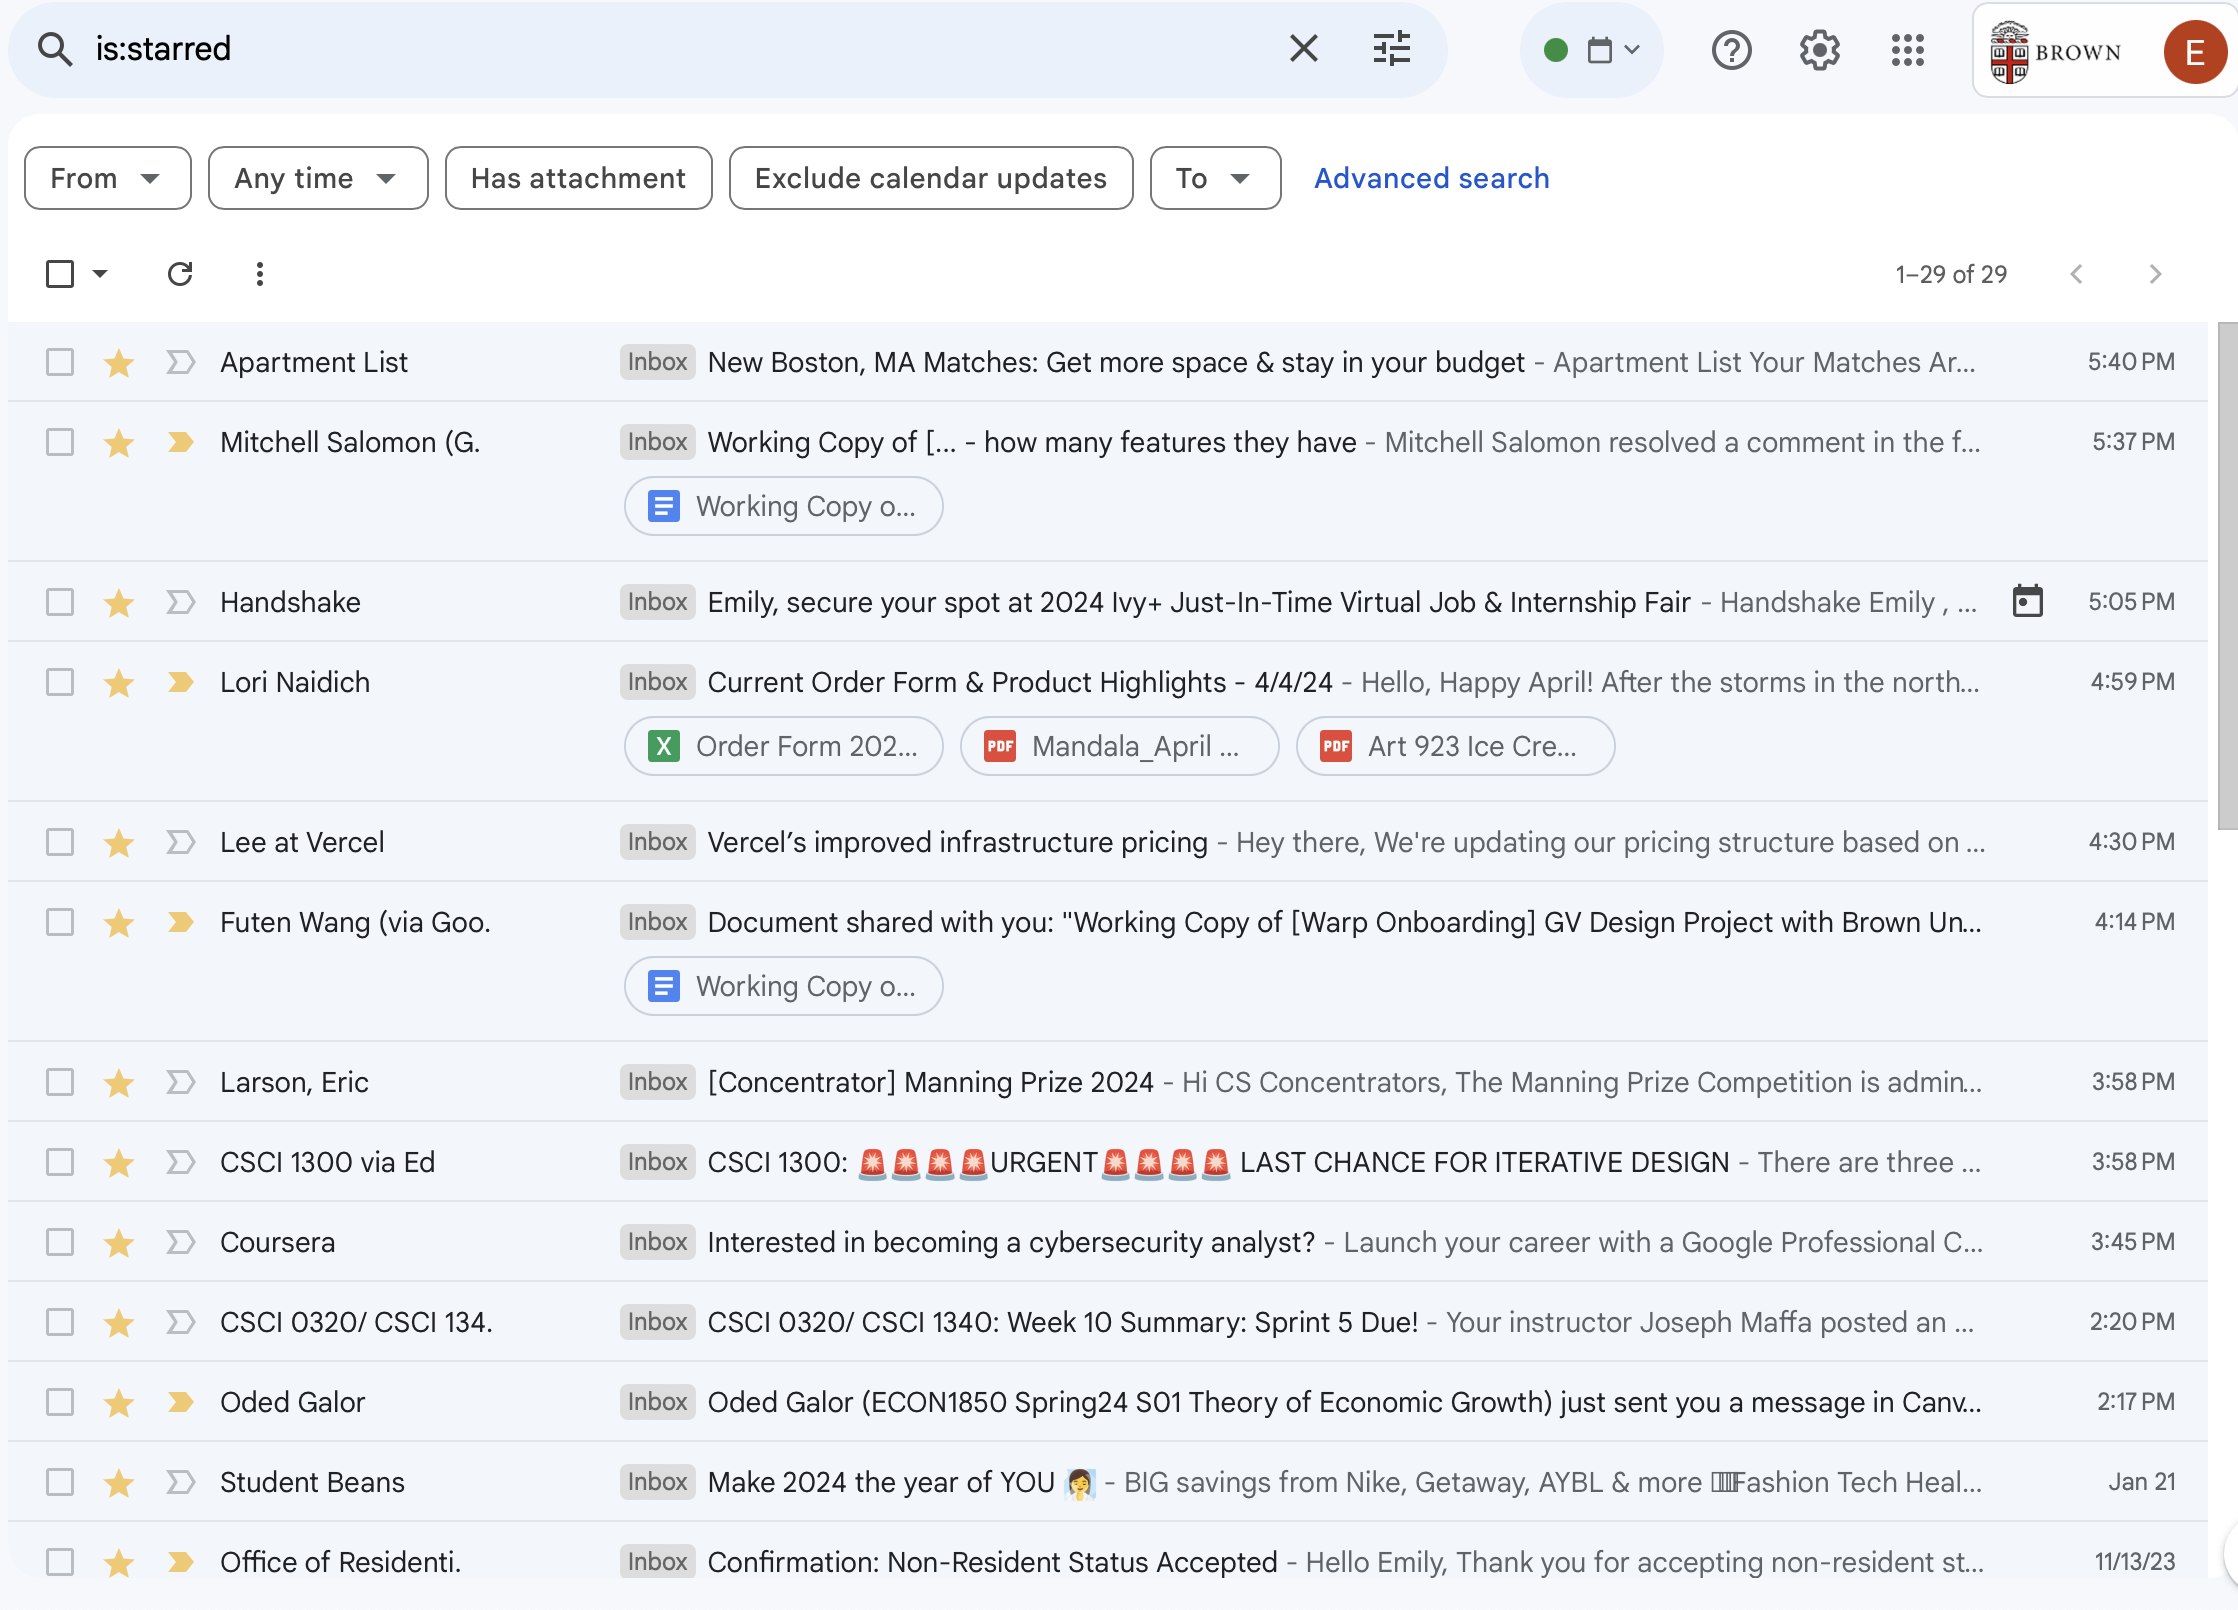 is:starred
BROWN
E
From
Any time
Has attachment
Exclude calendar updates
To
Advanced search
1–29 of 29
Apartment List Inbox New Boston, MA Matches: Get more space & stay in your budget - Apartment List Your Matches Ar... 5:40 PM
Mitchell Salomon (G. Inbox Working Copy of [... - how many features they have - Mitchell Salomon resolved a comment in the f... 5:37 PM
Working Copy o...
Handshake Inbox Emily, secure your spot at 2024 Ivy+ Just-In-Time Virtual Job & Internship Fair - Handshake Emily , ... 5:05 PM
Lori Naidich Inbox Current Order Form & Product Highlights - 4/4/24 - Hello, Happy April! After the storms in the north... 4:59 PM
X Order Form 202... PDF Mandala_April ... PDF Art 923 Ice Cre...
Lee at Vercel Inbox Vercel’s improved infrastructure pricing - Hey there, We're updating our pricing structure based on ... 4:30 PM
Futen Wang (via Goo. Inbox Document shared with you: "Working Copy of [Warp Onboarding] GV Design Project with Brown Un... 4:14 PM
Working Copy o...
Larson, Eric Inbox [Concentrator] Manning Prize 2024 - Hi CS Concentrators, The Manning Prize Competition is admin... 3:58 PM
CSCI 1300 via Ed Inbox CSCI 1300: 🚨🚨🚨🚨URGENT🚨🚨🚨🚨 LAST CHANCE FOR ITERATIVE DESIGN - There are three ... 3:58 PM
Coursera Inbox Interested in becoming a cybersecurity analyst? - Launch your career with a Google Professional C... 3:45 PM
CSCI 0320/ CSCI 134. Inbox CSCI 0320/ CSCI 1340: Week 10 Summary: Sprint 5 Due! - Your instructor Joseph Maffa posted an ... 2:20 PM
Oded Galor Inbox Oded Galor (ECON1850 Spring24 S01 Theory of Economic Growth) just sent you a message in Canv... 2:17 PM
Student Beans Inbox Make 2024 the year of YOU 👰 - BIG savings from Nike, Getaway, AYBL & more Fashion Tech Heal... Jan 21
Office of Residenti. Inbox Confirmation: Non-Resident Status Accepted - Hello Emily, Thank you for accepting non-resident st... 11/13/23